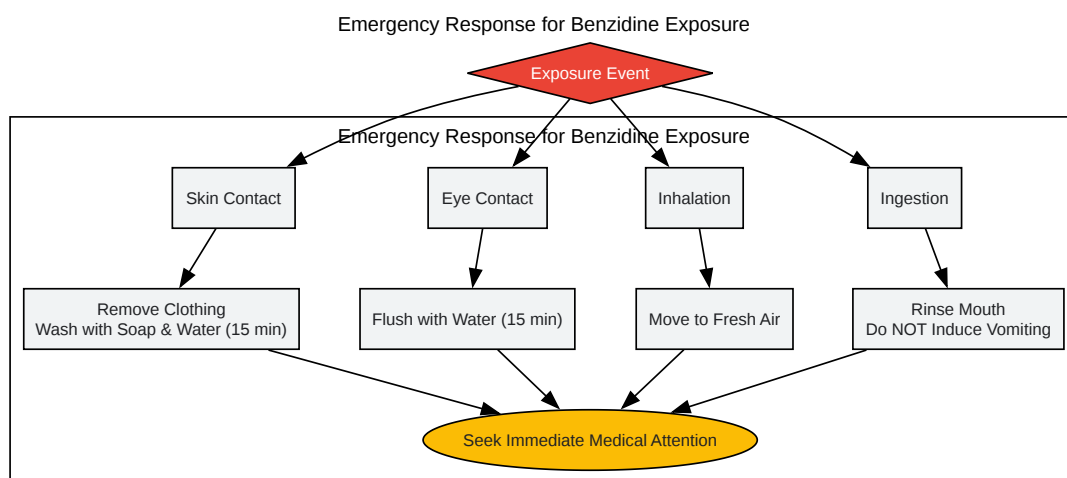 Emergency Response for Benzidine Exposure
Exposure Event
Emergency Response for Benzidine Exposure
Skin Contact
Eye Contact
Inhalation
Ingestion
Remove Clothing
Wash with Soap & Water (15 min)
Flush with Water (15 min)
Move to Fresh Air
Rinse Mouth
Do NOT Induce Vomiting
Seek Immediate Medical Attention